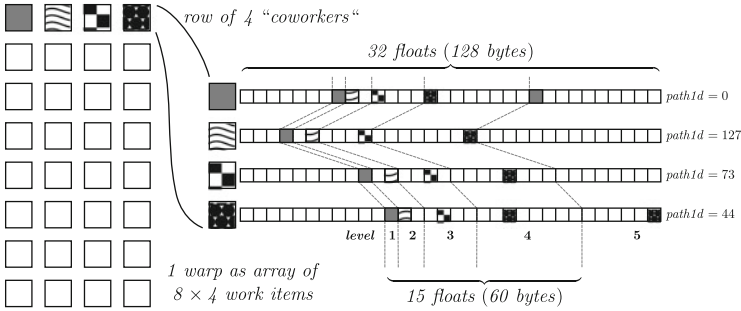 row of 4 “coworkers“
32 floats (128 bytes)
path1d = 0
path1d = 127
path1d = 73
path1d = 44
level 1 2 3 4 5
1 warp as array of
8 × 4 work items
15 floats (60 bytes)